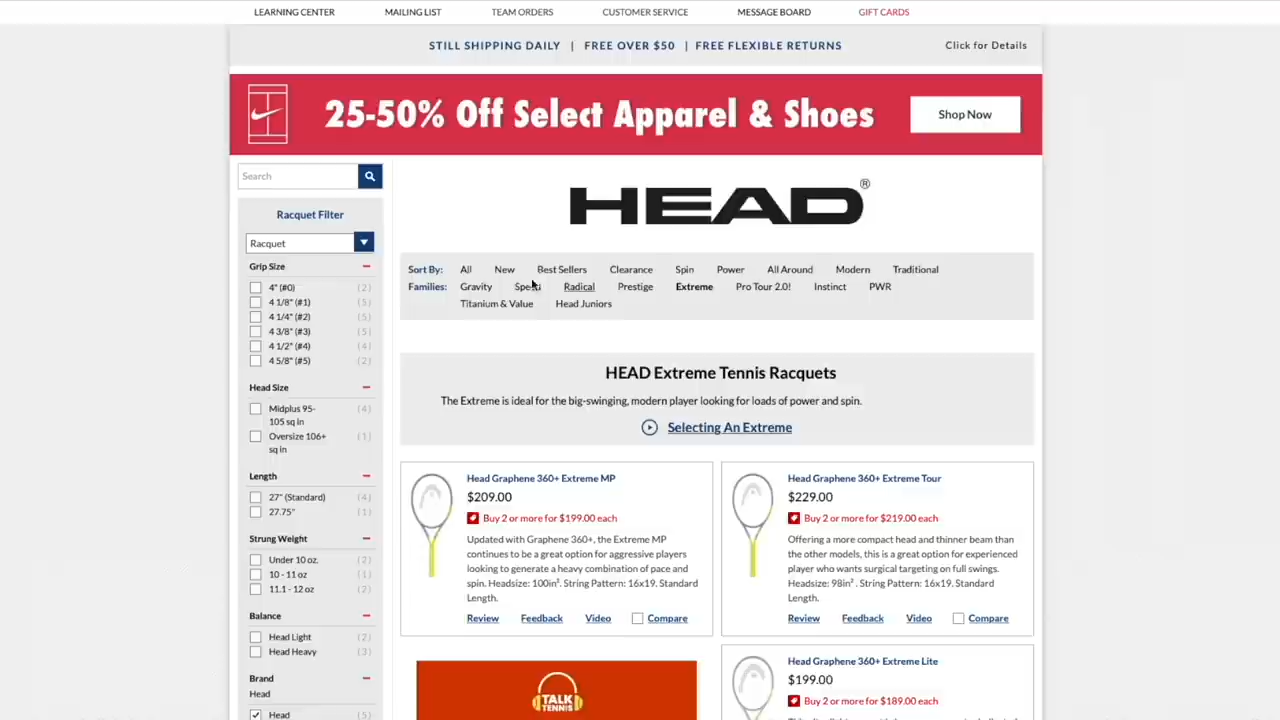 LEARNING CENTER MAILING LIST TEAM ORDERS CUSTOMER SERVICE MESSAGE BOARD GIFT CARDS
STILL SHIPPING DAILY | FREE OVER $50 | FREE FLEXIBLE RETURNS Click for Details
25-50% Off Select Apparel & Shoes Shop Now
Search
HEAD®
Racquet Filter
Racquet
Grip Size
4" (#0) (2)
4 1/8" (#1) (5)
4 1/4" (#2) (5)
4 3/8" (#3) (5)
4 1/2" (#4) (4)
4 5/8" (#5) (2)
Head Size
Midplus 95- (4)
105 sq in
Oversize 106+ (1)
sq in
Length
27" (Standard) (4)
27.75" (1)
Strung Weight
Under 10 oz. (2)
10 - 11 oz (1)
11.1 - 12 oz (2)
Balance
Head Light (2)
Head Heavy (3)
Brand
Head
Head (5)
Sort By: All New Best Sellers Clearance Spin Power All Around Modern Traditional
Families: Gravity Speed Radical Prestige Extreme Pro Tour 2.0! Instinct PWR
Titanium & Value Head Juniors
HEAD Extreme Tennis Racquets
The Extreme is ideal for the big-swinging, modern player looking for loads of power and spin.
Selecting An Extreme
Head Graphene 360+ Extreme MP
$209.00
Buy 2 or more for $199.00 each
Updated with Graphene 360+, the Extreme MP
continues to be a great option for aggressive players
looking to generate a heavy combination of pace and
spin. Headsize: 100in². String Pattern: 16x19. Standard
Length.
Review Feedback Video Compare
Head Graphene 360+ Extreme Tour
$229.00
Buy 2 or more for $219.00 each
Offering a more compact head and thinner beam than
the other models, this is a great option for experienced
player who wants surgical targeting on full swings.
Headsize: 98in² . String Pattern: 16x19. Standard
Length.
Review Feedback Video Compare
TALK
TENNIS
Head Graphene 360+ Extreme Lite
$199.00
Buy 2 or more for $189.00 each